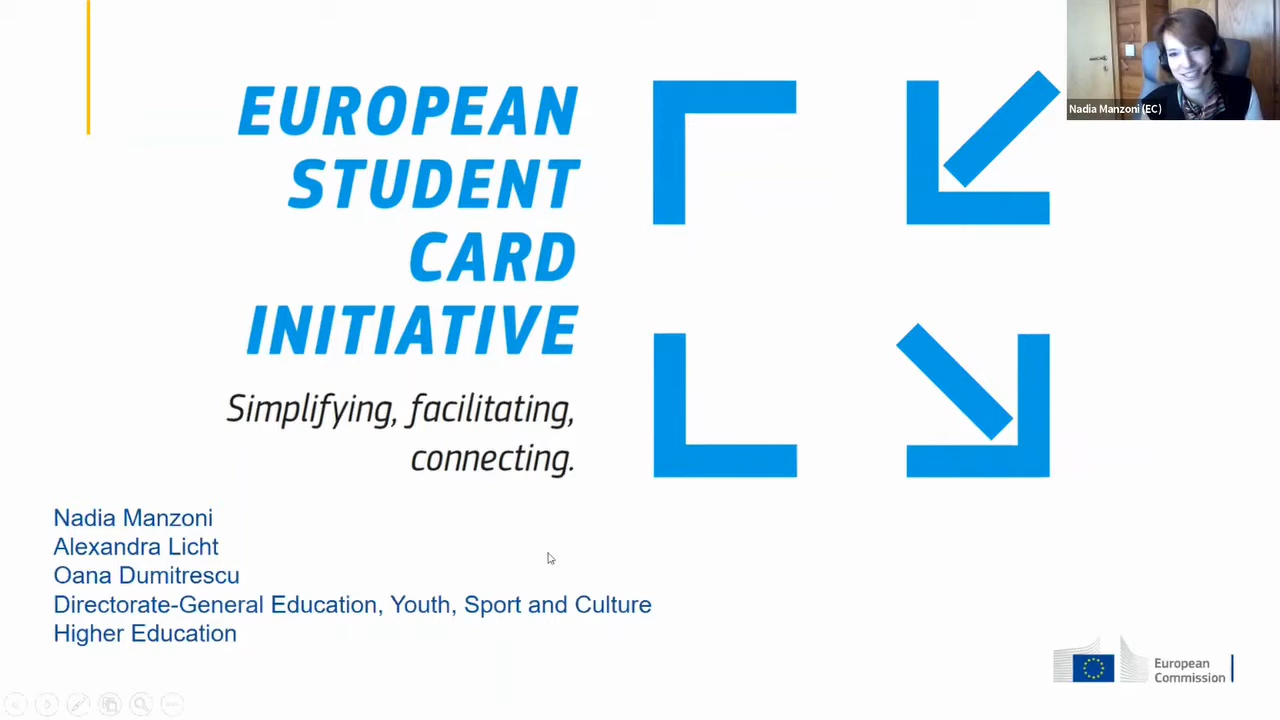 Nadia Manzoni (EC)
EUROPEAN
STUDENT
CARD
INITIATIVE
Simplifying, facilitating,
connecting.
Nadia Manzoni
Alexandra Licht
Oana Dumitrescu
Directorate-General Education, Youth, Sport and Culture
Higher Education
European
Commission